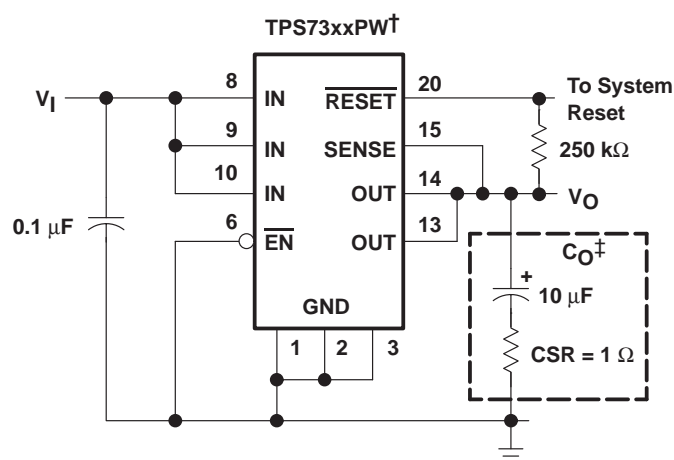 TPS73xxPW†
VI
8
IN
RESET
20
To System
Reset
9
IN
SENSE
15
250 kΩ
10
IN
OUT
14
VO
0.1 μF
6
EN
OUT
13
CO‡
+
10 μF
GND
1
2
3
CSR = 1 Ω